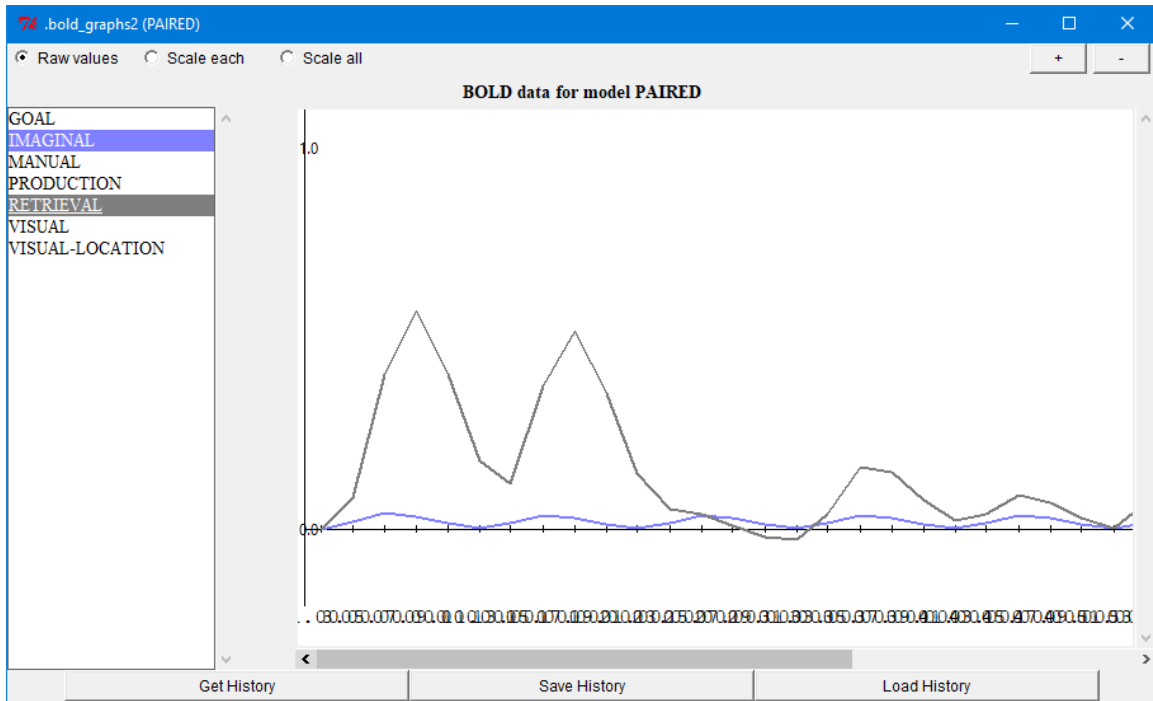 .bold_graphs2 (PAIRED)
Raw values Scale each Scale all + -
BOLD data for model PAIRED
GOAL
IMAGINAL
MANUAL
PRODUCTION
RETRIEVAL
VISUAL
VISUAL-LOCATION
1.0
0.0
Get History Save History Load History